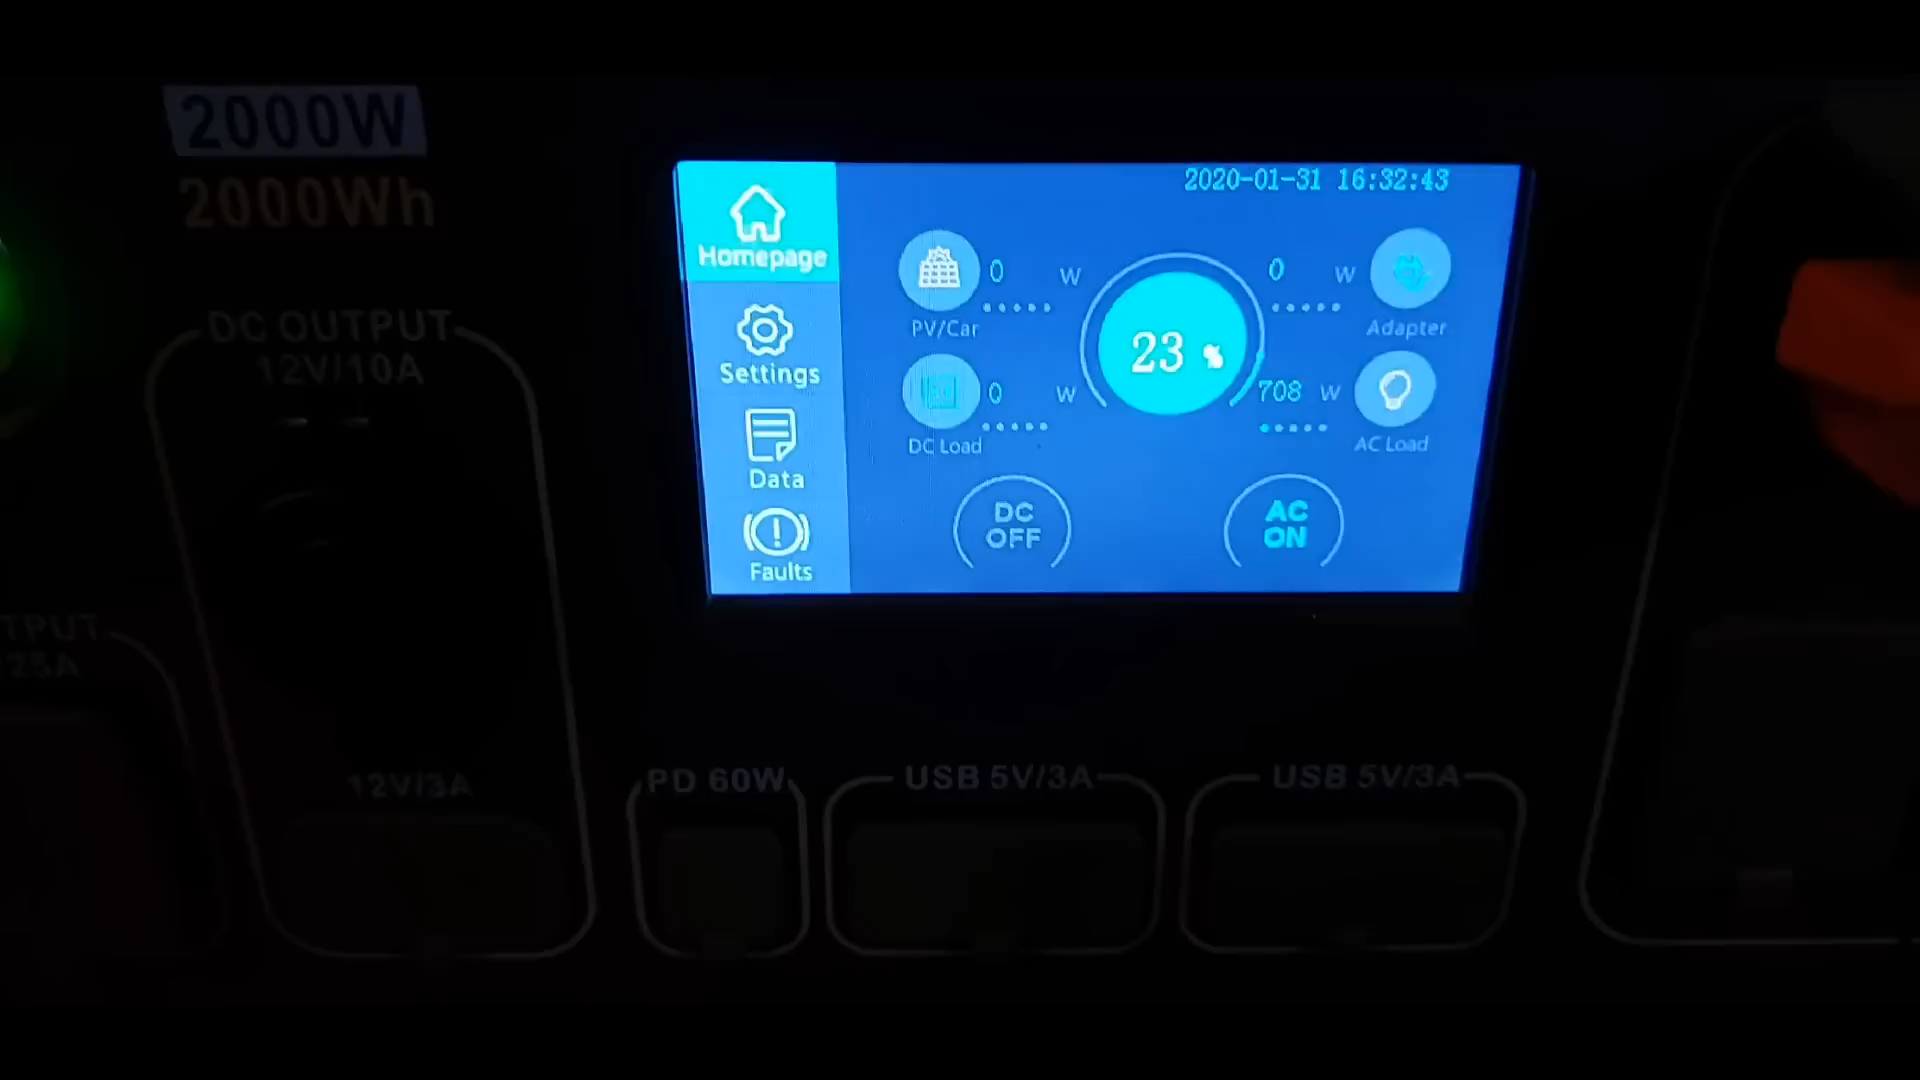 2000W
2000Wh
DC OUTPUT
12V/10A
12V/3A
25A
2020-01-31 16:32:43
Homepage
Settings
Data
Faults
0 W
PV/Car
0 W
DC Load
23 %
0 W
Adapter
708 W
AC Load
DC
OFF
AC
ON
PD 60W
USB 5V/3A
USB 5V/3A